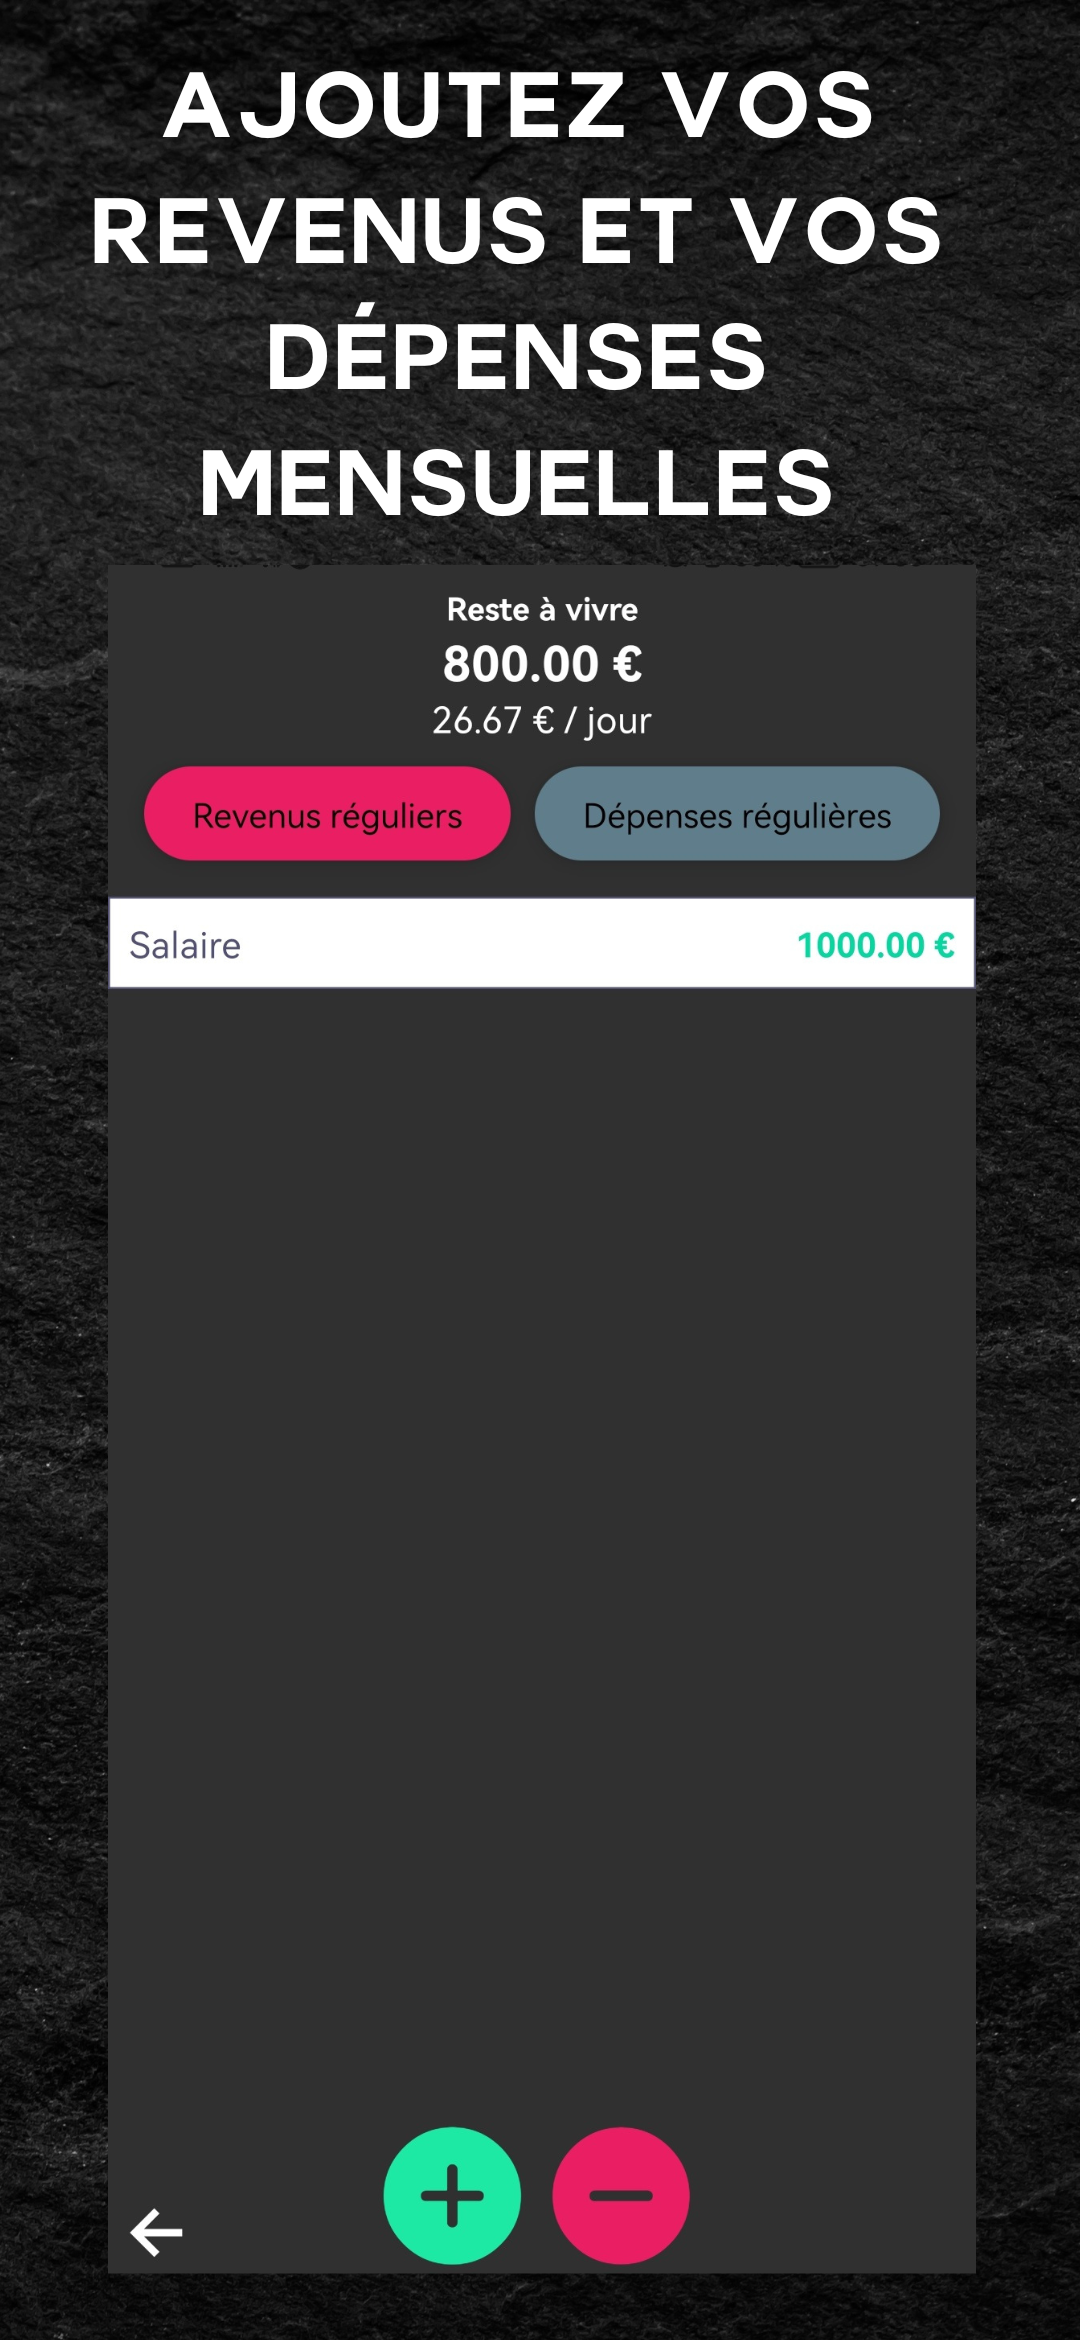 AJOUTEZ VOS
REVENUS ET VOS
DÉPENSES
MENSUELLES
Reste à vivre
800.00 €
26.67 € / jour
Revenus réguliers
Dépenses régulières
Salaire 1000.00 €